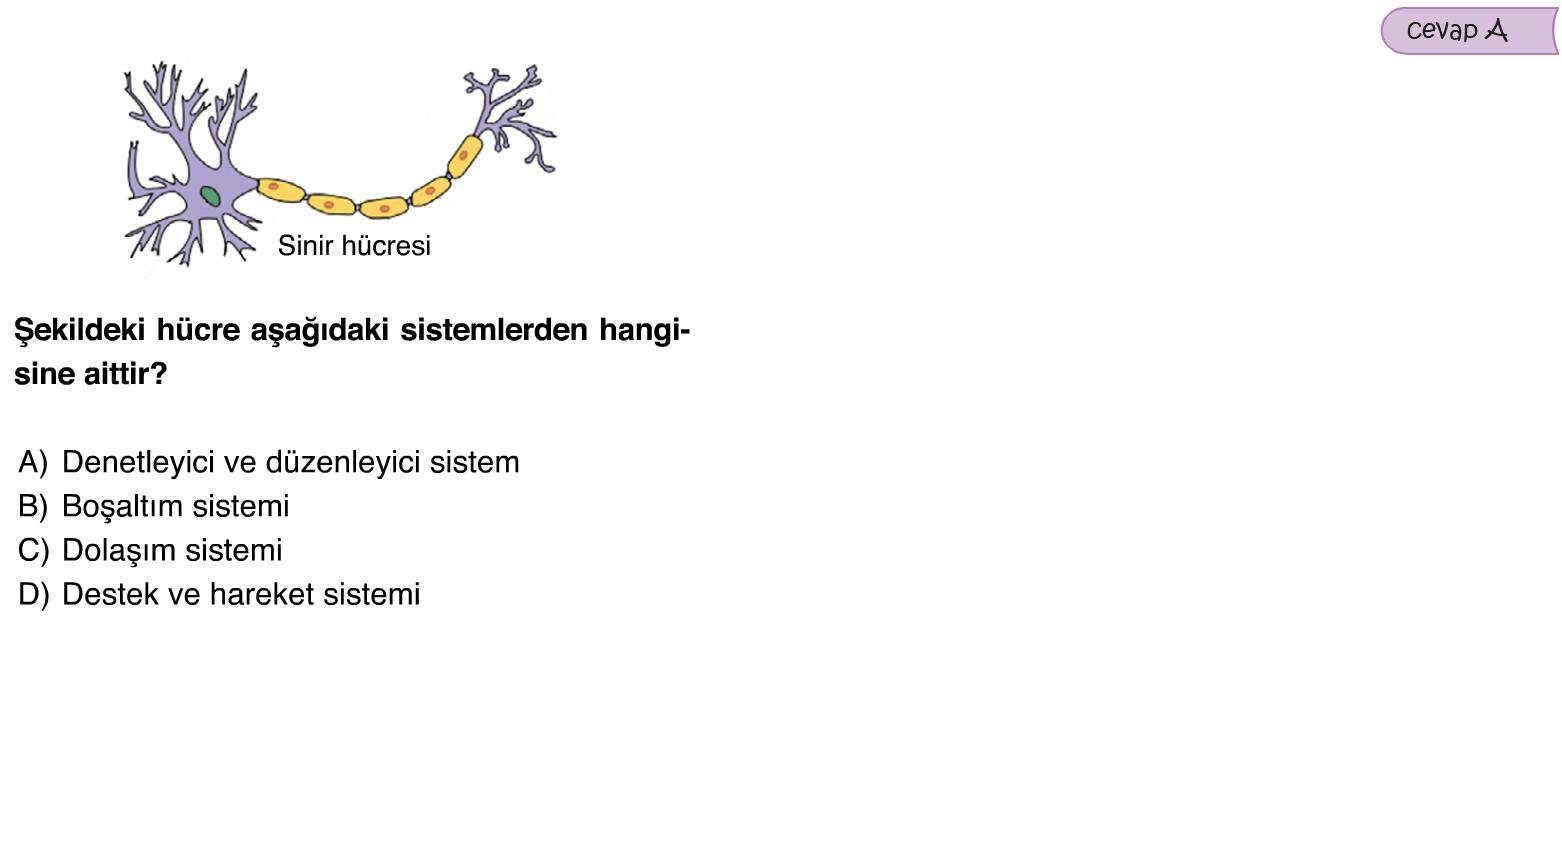 Cevap A
Sinir hücresi
Şekildeki hücre aşağıdaki sistemlerden hangi-
sine aittir?
A) Denetleyici ve düzenleyici sistem
B) Boşaltım sistemi
C) Dolaşım sistemi
D) Destek ve hareket sistemi